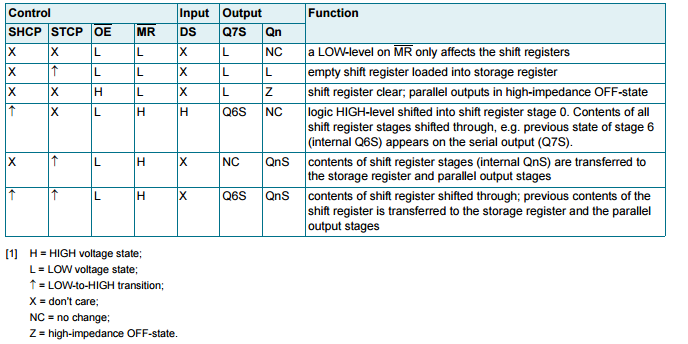 Control Input Output Function
SHCP STCP OE MR DS Q7S Qn
X X L L X L NC a LOW-level on MR only affects the shift registers
X ↑ L L X L L empty shift register loaded into storage register
X X H L X L Z shift register clear; parallel outputs in high-impedance OFF-state
↑ X L H H Q6S NC logic HIGH-level shifted into shift register stage 0. Contents of all
shift register stages shifted through, e.g. previous state of stage 6
(internal Q6S) appears on the serial output (Q7S).
X ↑ L H X NC QnS contents of shift register stages (internal QnS) are transferred to
the storage register and parallel output stages
↑ ↑ L H X Q6S QnS contents of shift register shifted through; previous contents of the
shift register is transferred to the storage register and the parallel
output stages
[1] H = HIGH voltage state;
L = LOW voltage state;
↑ = LOW-to-HIGH transition;
X = don't care;
NC = no change;
Z = high-impedance OFF-state.